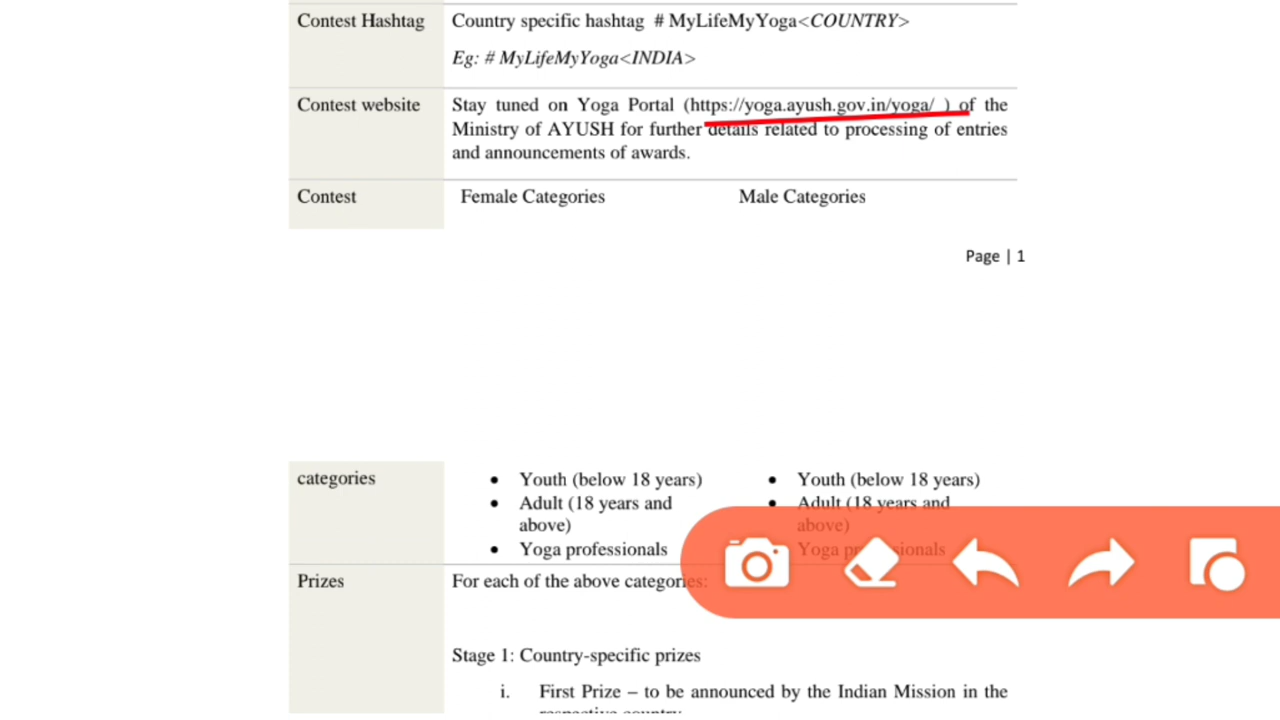 Contest Hashtag Country specific hashtag # MyLifeMyYoga<COUNTRY>
Eg: # MyLifeMyYoga<INDIA>
Contest website Stay tuned on Yoga Portal (https://yoga.ayush.gov.in/yoga/ ) of the
Ministry of AYUSH for further details related to processing of entries
and announcements of awards.
Contest Female Categories Male Categories
Page | 1
categories • Youth (below 18 years) • Youth (below 18 years)
• Adult (18 years and • Adult (18 years and
above) above)
• Yoga professionals Yoga professionals
Prizes For each of the above categories:
Stage 1: Country-specific prizes
i. First Prize – to be announced by the Indian Mission in the